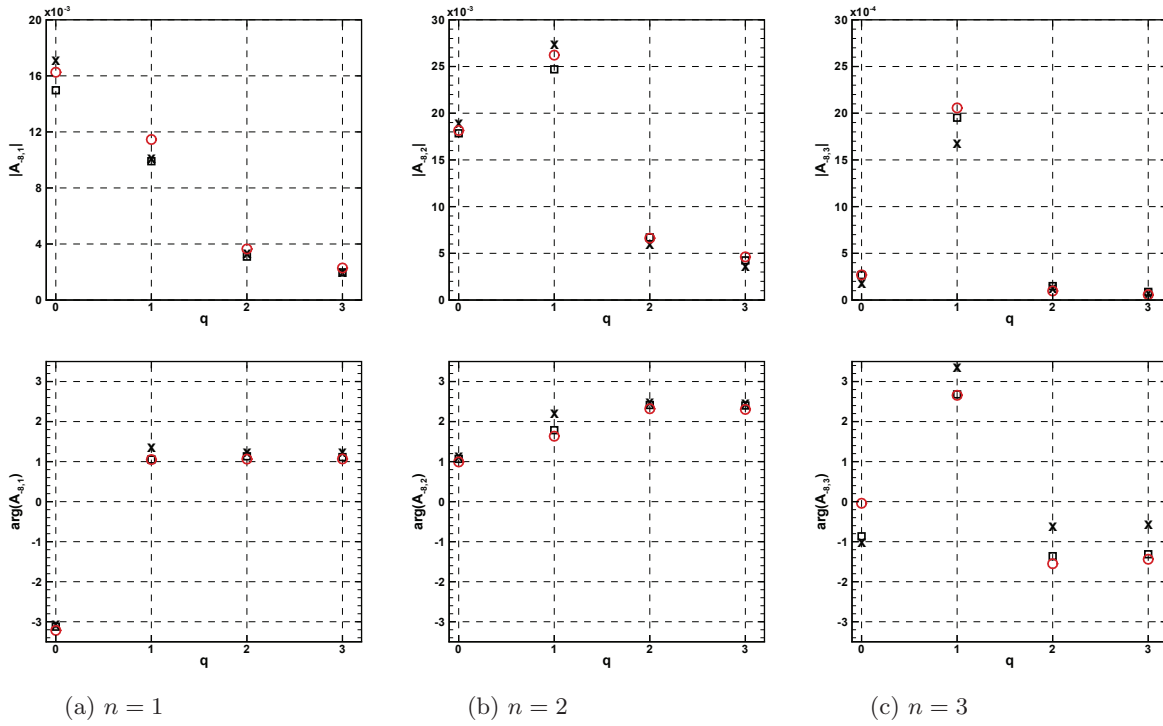 20 x10⁻³
16
12
8
4
0
|A₋₈,₁|
0 1 2 3
q
30 x10⁻³
25
20
15
10
5
0
|A₋₈,₂|
0 1 2 3
q
30 x10⁻⁴
25
20
15
10
5
0
|A₋₈,₃|
0 1 2 3
q
3
2
1
0
-1
-2
-3
arg(A₋₈,₁)
0 1 2 3
q
3
2
1
0
-1
-2
-3
arg(A₋₈,₂)
0 1 2 3
q
3
2
1
0
-1
-2
-3
arg(A₋₈,₃)
0 1 2 3
q
(a) n = 1
(b) n = 2
(c) n = 3